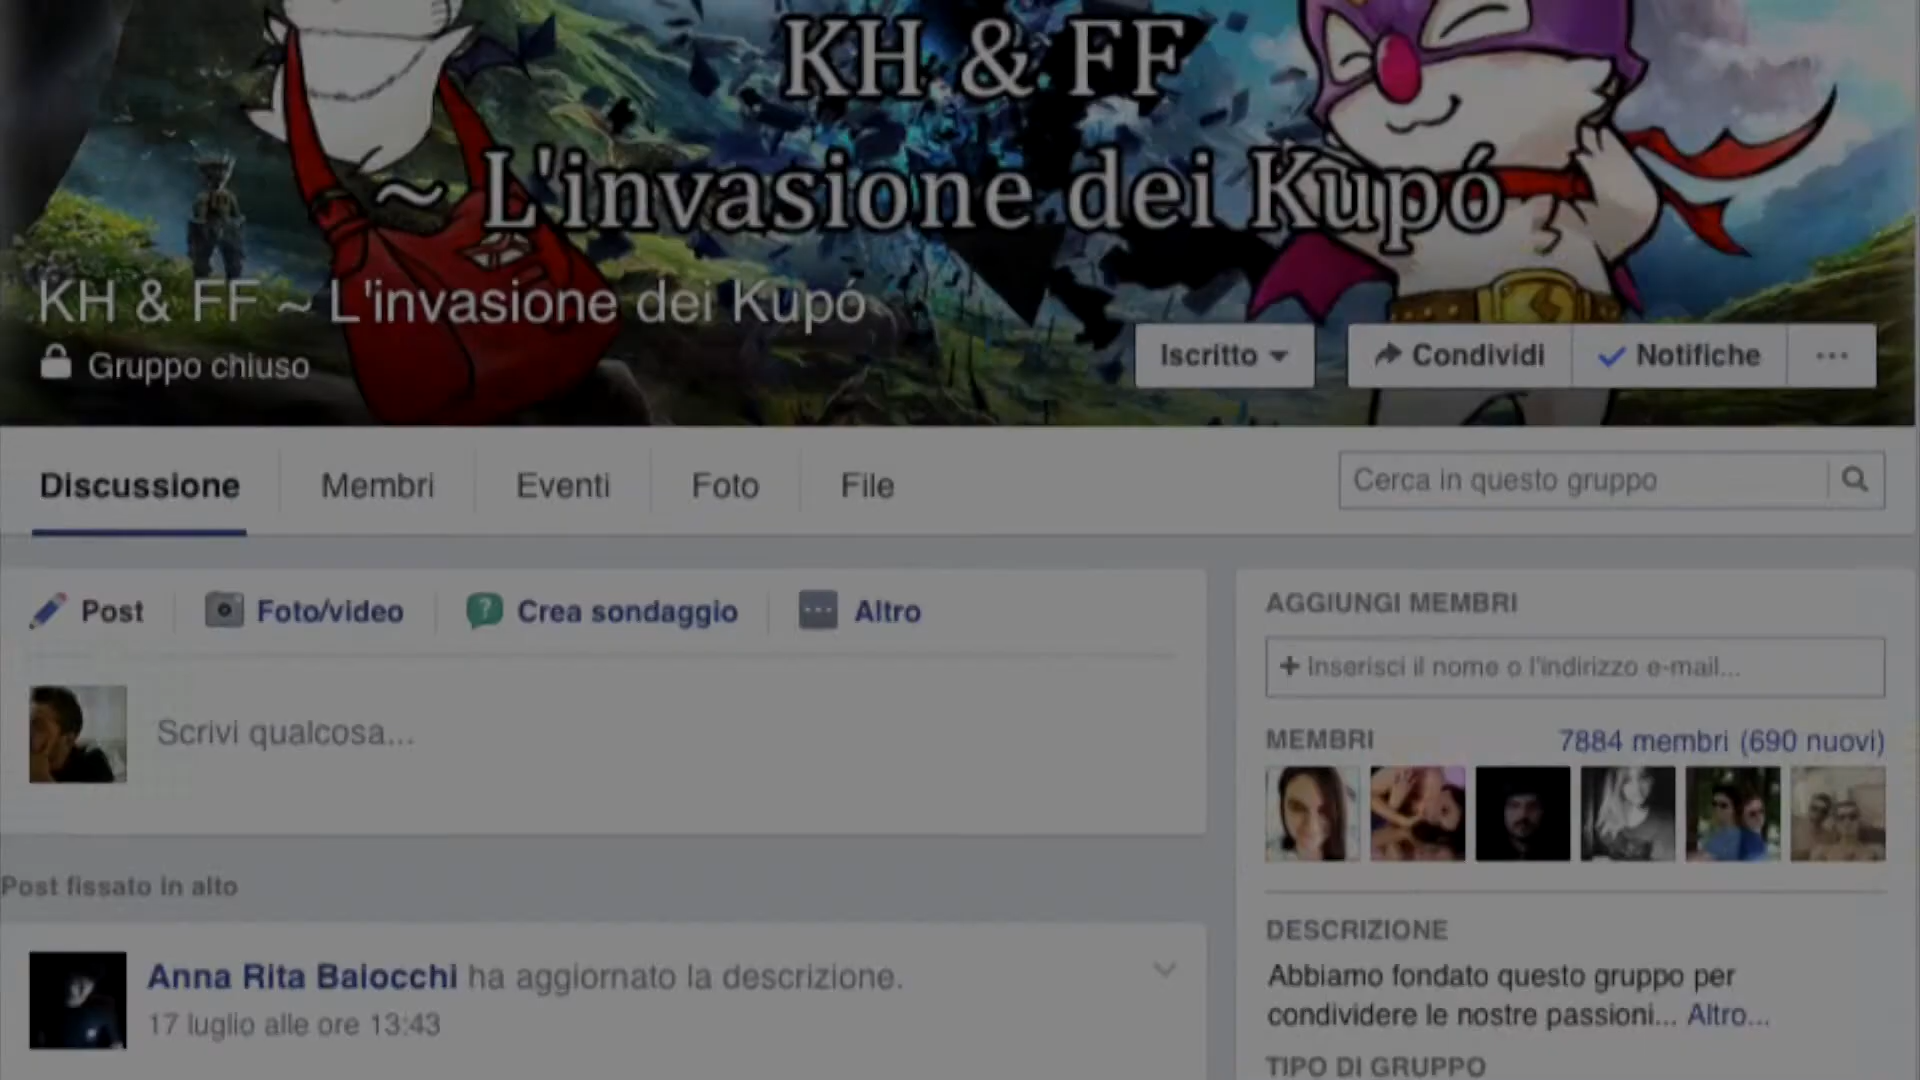 KH & FF
~ L'invasione dei Kupó
KH & FF ~ L'invasione dei Kupó
Gruppo chiuso
Iscritto
Condividi
Notifiche
Discussione
Membri
Eventi
Foto
File
Cerca in questo gruppo
Post
Foto/video
Crea sondaggio
Altro
Scrivi qualcosa...
Post fissato in alto
Anna Rita Baiocchi ha aggiornato la descrizione.
17 luglio alle ore 13:43
AGGIUNGI MEMBRI
+ Inserisci il nome o l'indirizzo e-mail...
MEMBRI
7884 membri (690 nuovi)
DESCRIZIONE
Abbiamo fondato questo gruppo per
condividere le nostre passioni... Altro...
TIPO DI GRUPPO